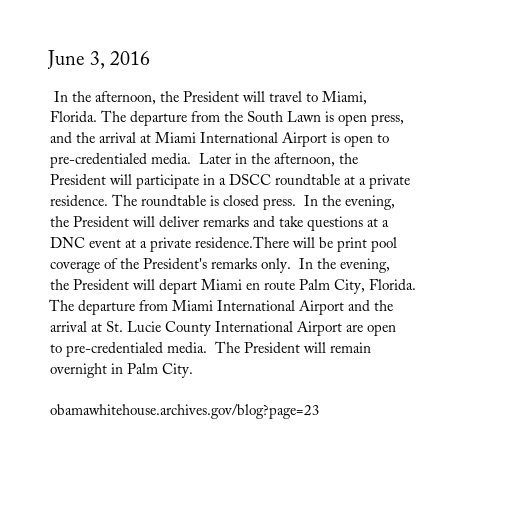 June 3, 2016
In the afternoon, the President will travel to Miami,
Florida. The departure from the South Lawn is open press,
and the arrival at Miami International Airport is open to
pre-credentialed media.  Later in the afternoon, the
President will participate in a DSCC roundtable at a private
residence. The roundtable is closed press.  In the evening,
the President will deliver remarks and take questions at a
DNC event at a private residence.There will be print pool
coverage of the President's remarks only.  In the evening,
the President will depart Miami en route Palm City, Florida.
The departure from Miami International Airport and the
arrival at St. Lucie County International Airport are open
to pre-credentialed media.  The President will remain
overnight in Palm City.
obamawhitehouse.archives.gov/blog?page=23